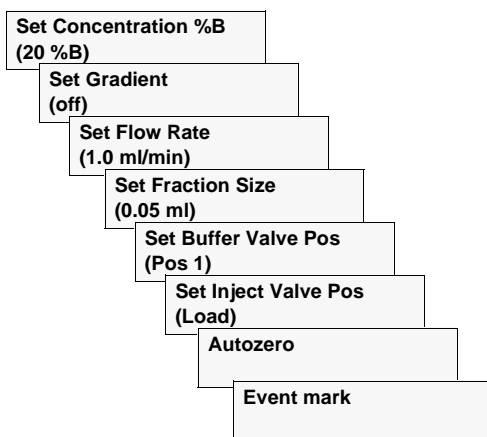 Set Concentration %B
(20 %B)
Set Gradient
(off)
Set Flow Rate
(1.0 ml/min)
Set Fraction Size
(0.05 ml)
Set Buffer Valve Pos
(Pos 1)
Set Inject Valve Pos
(Load)
Autozero
Event mark